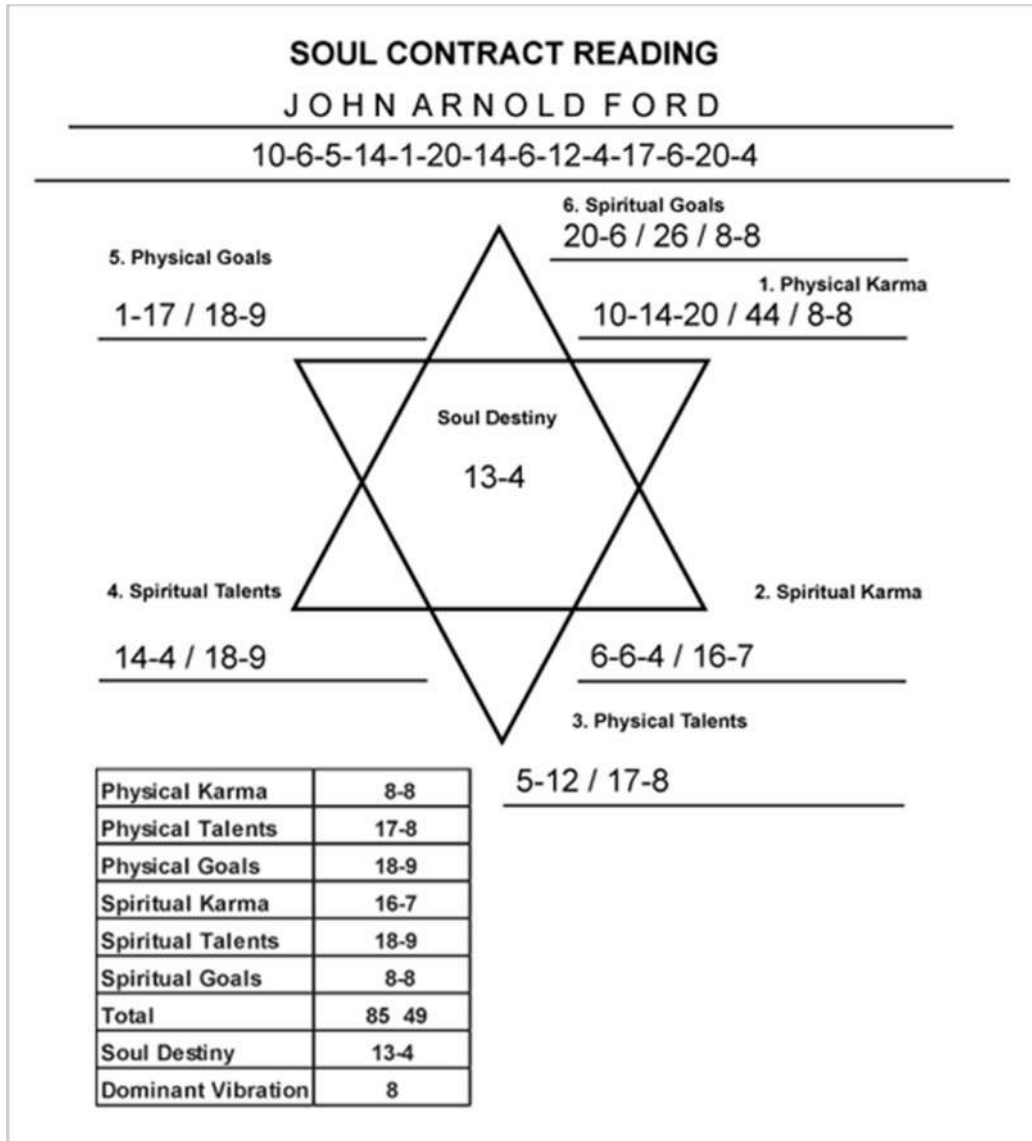 SOUL CONTRACT READING
JOHN ARNOLD FORD
10-6-5-14-1-20-14-6-12-4-17-6-20-4
6. Spiritual Goals
20-6 / 26 / 8-8
5. Physical Goals
1-17 / 18-9
1. Physical Karma
10-14-20 / 44 / 8-8
Soul Destiny
13-4
4. Spiritual Talents
14-4 / 18-9
2. Spiritual Karma
6-6-4 / 16-7
3. Physical Talents
5-12 / 17-8
Physical Karma 8-8
Physical Talents 17-8
Physical Goals 18-9
Spiritual Karma 16-7
Spiritual Talents 18-9
Spiritual Goals 8-8
Total 85 49
Soul Destiny 13-4
Dominant Vibration 8